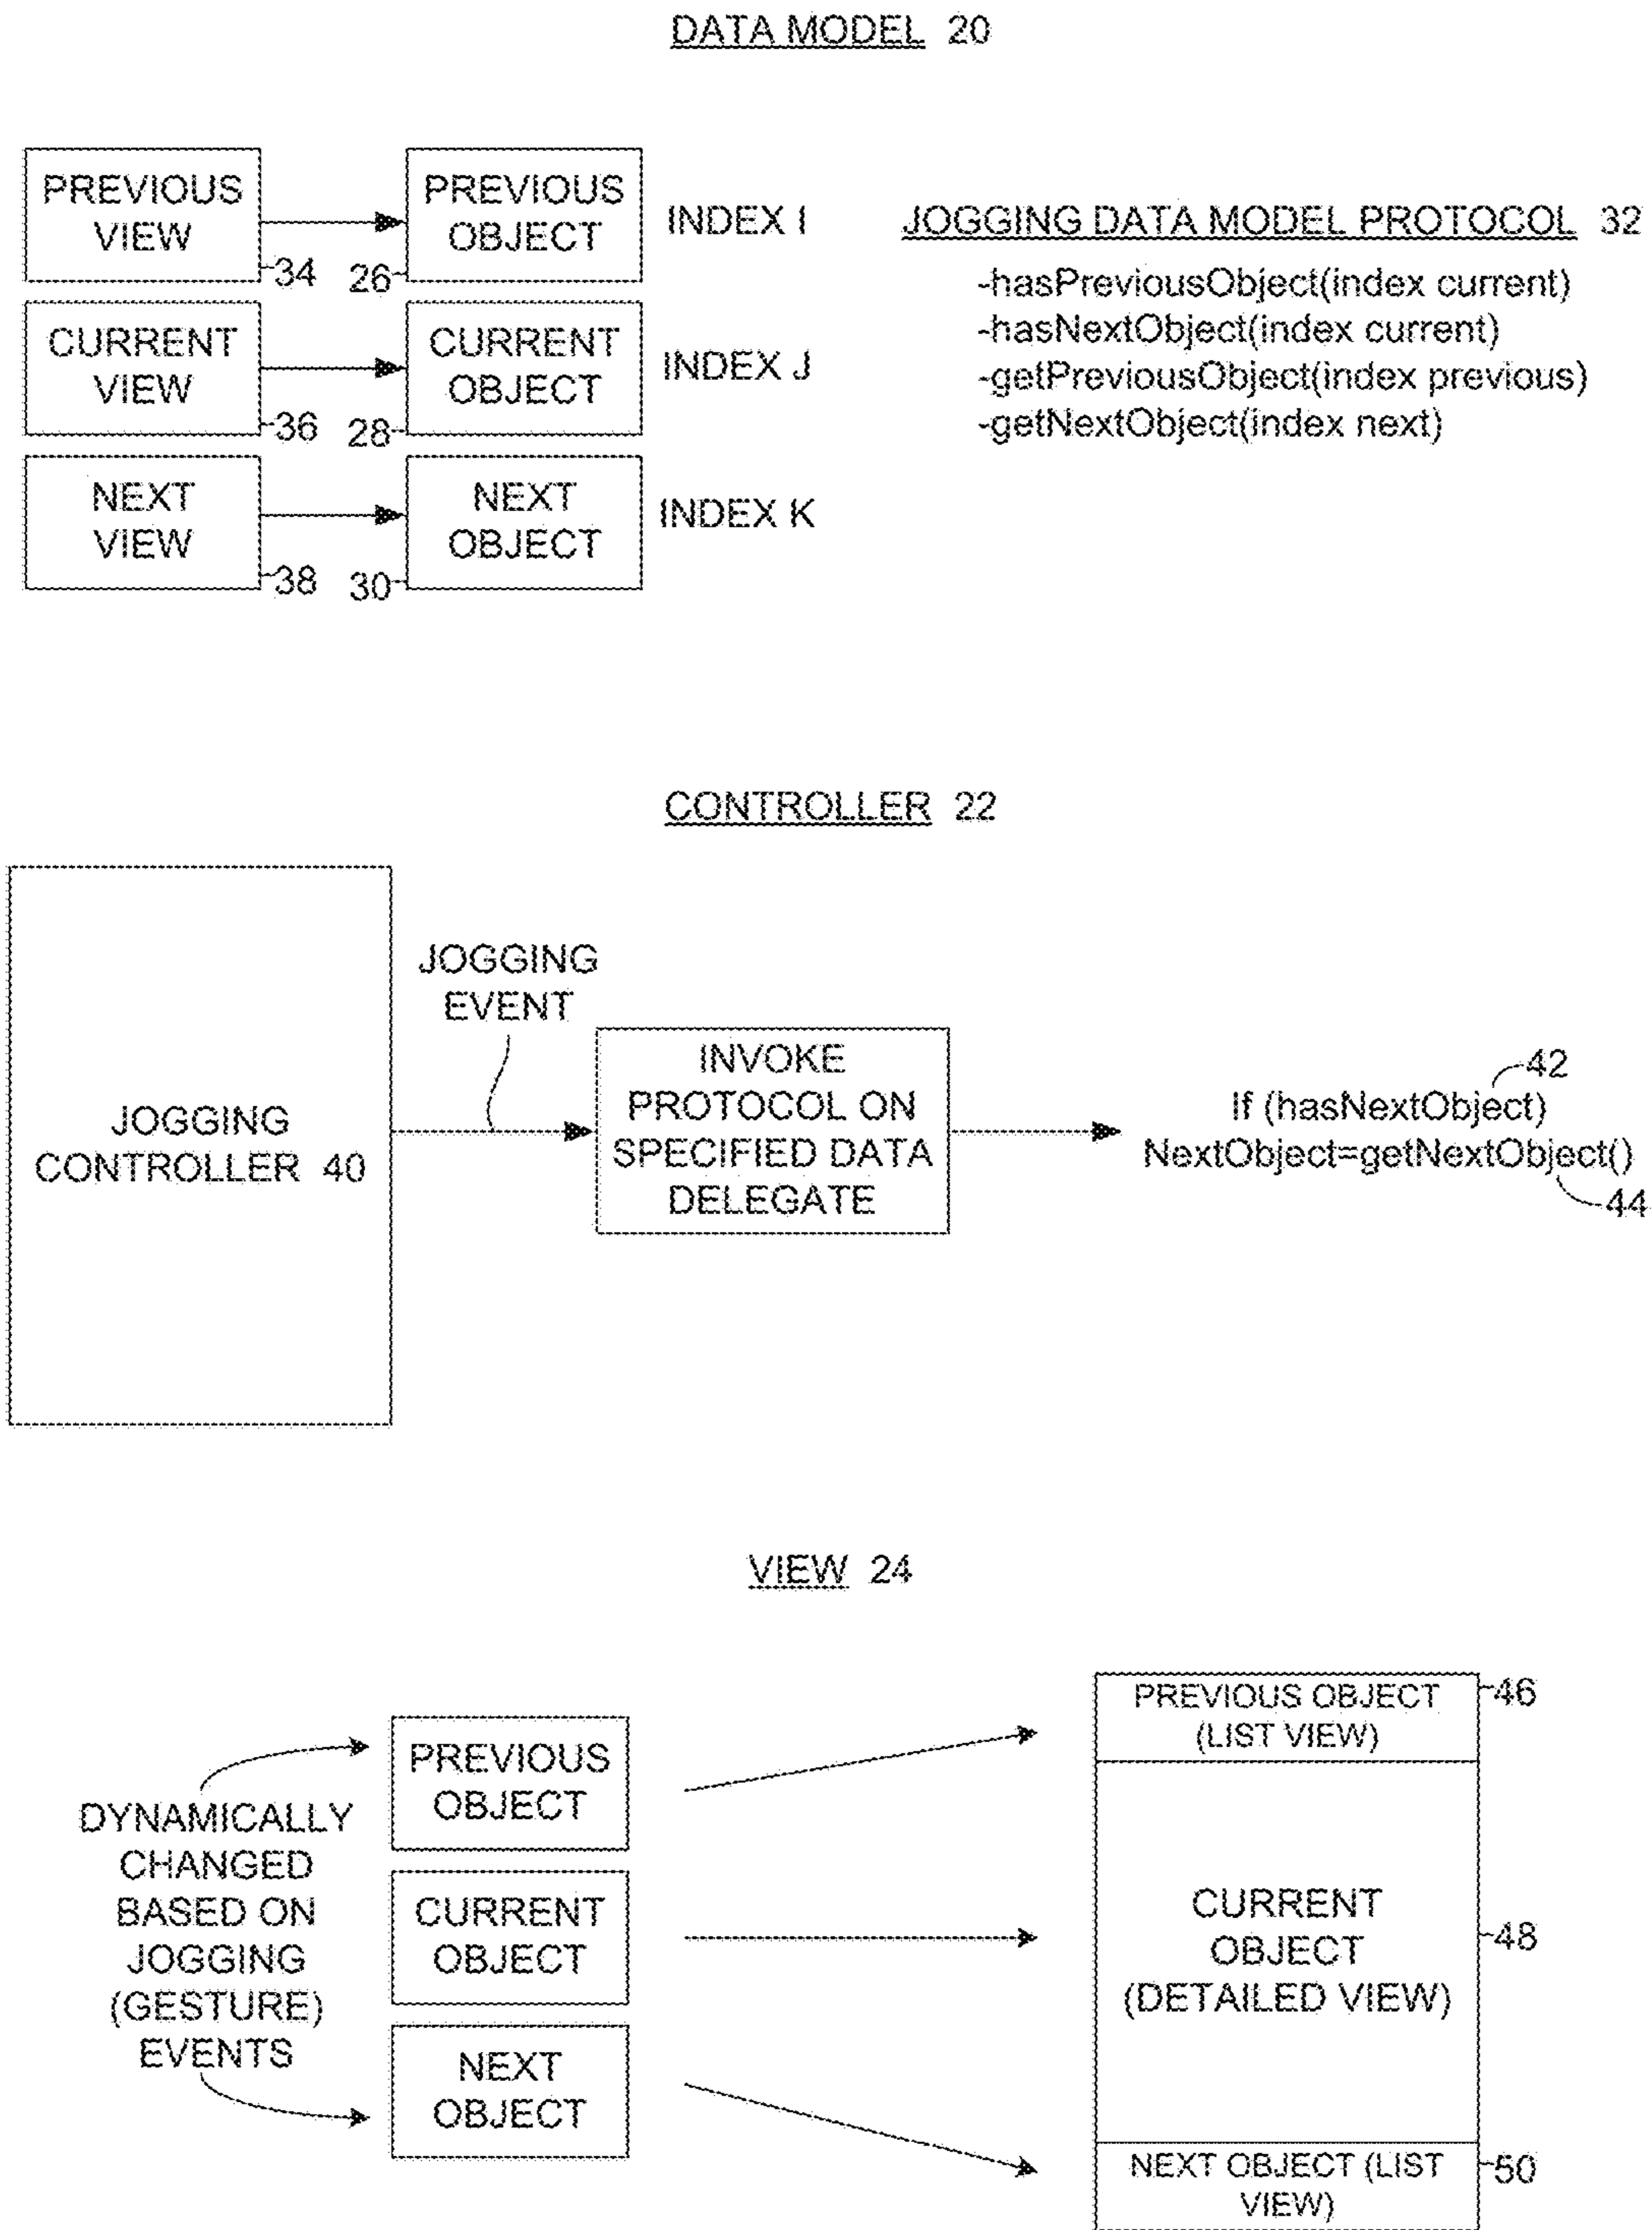 DATA MODEL 20
PREVIOUS
VIEW
34
26
PREVIOUS
OBJECT
INDEX I
CURRENT
VIEW
36
28
CURRENT
OBJECT
INDEX J
NEXT
VIEW
38
30
NEXT
OBJECT
INDEX K
JOGGING DATA MODEL PROTOCOL 32
-hasPreviousObject(index current)
-hasNextObject(index current)
-getPreviousObject(index previous)
-getNextObject(index next)
CONTROLLER 22
JOGGING
CONTROLLER 40
JOGGING
EVENT
INVOKE
PROTOCOL ON
SPECIFIED DATA
DELEGATE
42
If (hasNextObject)
NextObject=getNextObject()
44
VIEW 24
DYNAMICALLY
CHANGED
BASED ON
JOGGING
(GESTURE)
EVENTS
PREVIOUS
OBJECT
CURRENT
OBJECT
NEXT
OBJECT
PREVIOUS OBJECT
(LIST VIEW)
46
CURRENT
OBJECT
(DETAILED VIEW)
48
NEXT OBJECT (LIST
VIEW)
50